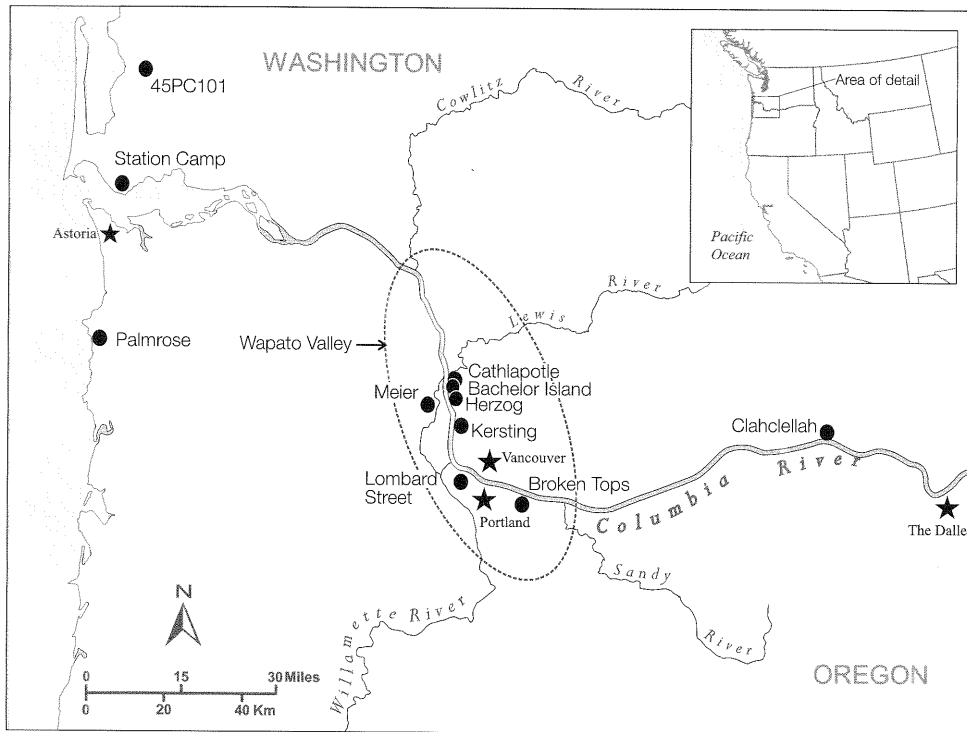 WASHINGTON
45PC101
Cowlitz River
Area of detail
Station Camp
Astoria
Pacific
Ocean
River
Lewis
Palmrose
Wapato Valley
Cathlapotle
Bachelor Island
Meier
Herzog
Kersting
Clahclellah
Vancouver
Lombard
Street
Broken Tops
Portland
Columbia River
The Dalle
Sandy
River
N
Willamette River
OREGON
0 15 30 Miles
0 20 40 Km